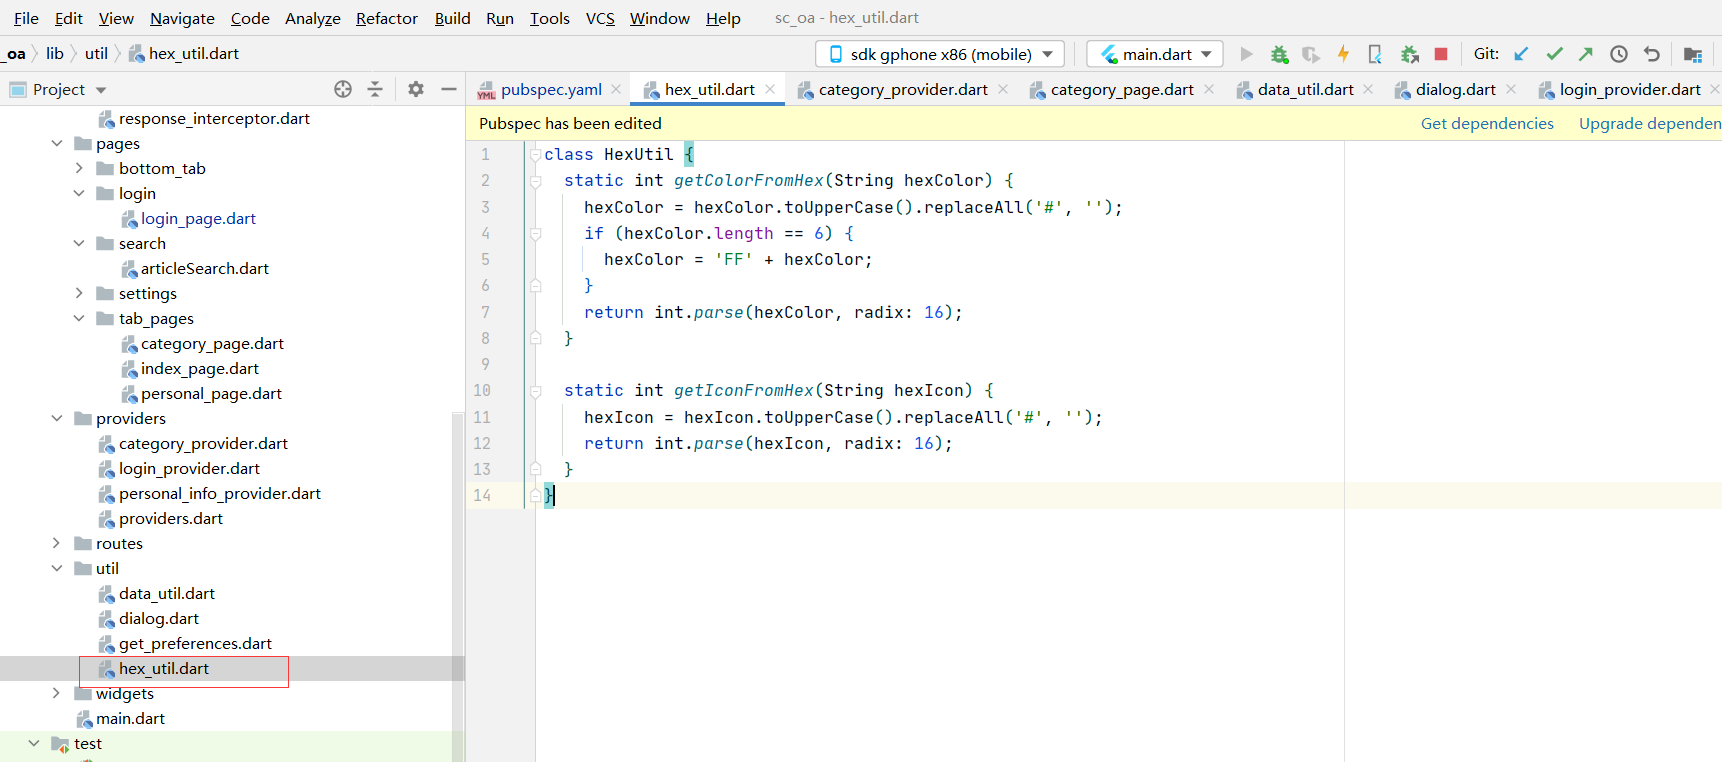 File Edit View Navigate Code Analyze Refactor Build Run Tools VCS Window Help sc_oa - hex_util.dart
_oa lib util hex_util.dart sdk gphone x86 (mobile) main.dart Git:
Project pubspec.yaml hex_util.dart category_provider.dart category_page.dart data_util.dart dialog.dart login_provider.dart
Pubspec has been edited Get dependencies Upgrade dependen
response_interceptor.dart
pages
bottom_tab
login
login_page.dart
search
articleSearch.dart
settings
tab_pages
category_page.dart
index_page.dart
personal_page.dart
providers
category_provider.dart
login_provider.dart
personal_info_provider.dart
providers.dart
routes
util
data_util.dart
dialog.dart
get_preferences.dart
hex_util.dart
widgets
main.dart
test
1 class HexUtil {
2 static int getColorFromHex(String hexColor) {
3 hexColor = hexColor.toUpperCase().replaceAll('#', '');
4 if (hexColor.length == 6) {
5 hexColor = 'FF' + hexColor;
6 }
7 return int.parse(hexColor, radix: 16);
8 }
9
10 static int getIconFromHex(String hexIcon) {
11 hexIcon = hexIcon.toUpperCase().replaceAll('#', '');
12 return int.parse(hexIcon, radix: 16);
13 }
14 }